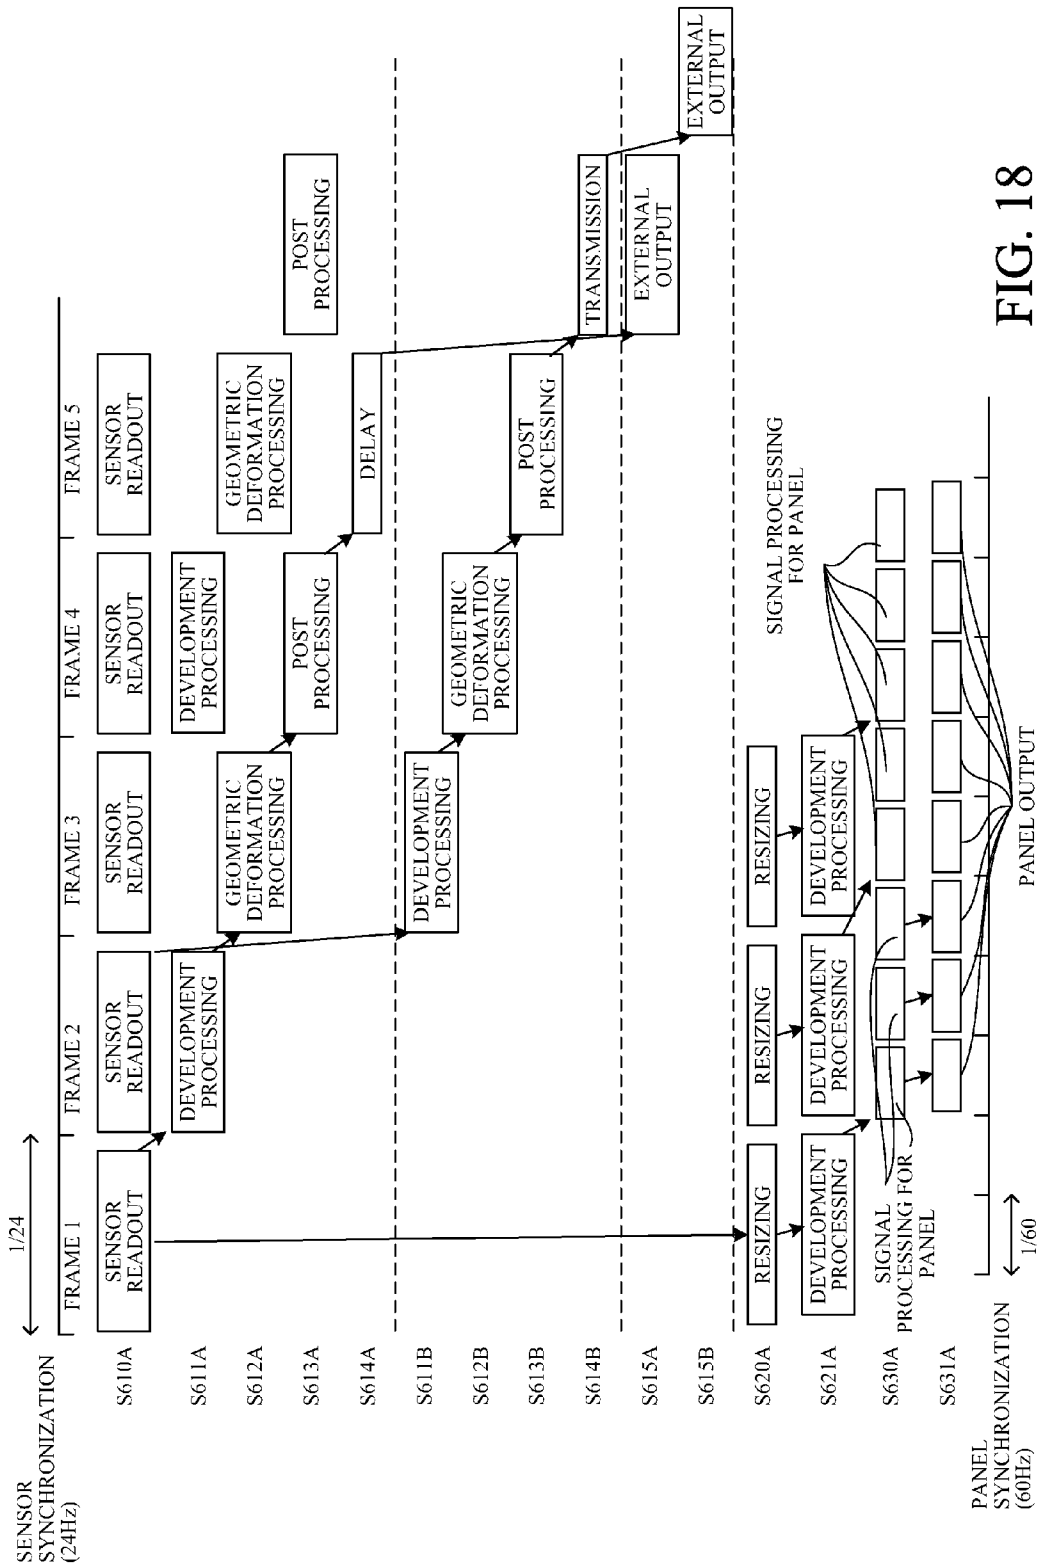 SENSOR
SYNCHRONIZATION
(24Hz)
1/24
FRAME 1
FRAME 2
FRAME 3
FRAME 4
FRAME 5
S610A
SENSOR
READOUT
SENSOR
READOUT
SENSOR
READOUT
SENSOR
READOUT
SENSOR
READOUT
S611A
DEVELOPMENT
PROCESSING
DEVELOPMENT
PROCESSING
S612A
GEOMETRIC
DEFORMATION
PROCESSING
GEOMETRIC
DEFORMATION
PROCESSING
S613A
POST
PROCESSING
POST
PROCESSING
S614A
DELAY
S611B
DEVELOPMENT
PROCESSING
S612B
GEOMETRIC
DEFORMATION
PROCESSING
S613B
POST
PROCESSING
S614B
TRANSMISSION
S615A
EXTERNAL
OUTPUT
S615B
EXTERNAL
OUTPUT
S620A
RESIZING
RESIZING
RESIZING
S621A
DEVELOPMENT
PROCESSING
DEVELOPMENT
PROCESSING
DEVELOPMENT
PROCESSING
SIGNAL PROCESSING
FOR PANEL
S630A
SIGNAL
PROCESSING FOR
PANEL
S631A
PANEL
SYNCHRONIZATION
(60Hz)
1/60
PANEL OUTPUT
FIG. 18